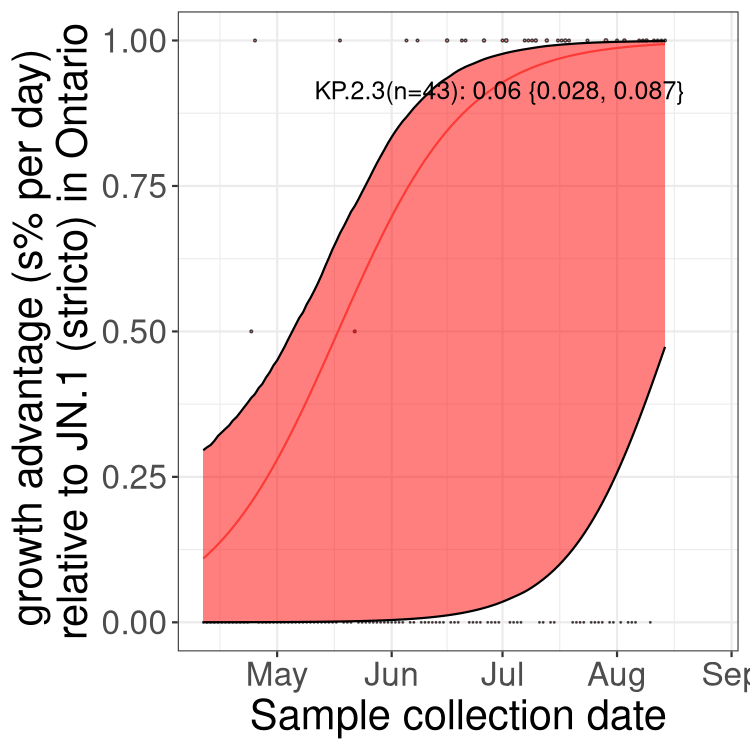 growth advantage (s% per day)
relative to JN.1 (stricto) in Ontario
1.00
0.75
0.50
0.25
0.00
KP.2.3(n=43): 0.06 {0.028, 0.087}
May Jun Jul Aug Sep
Sample collection date